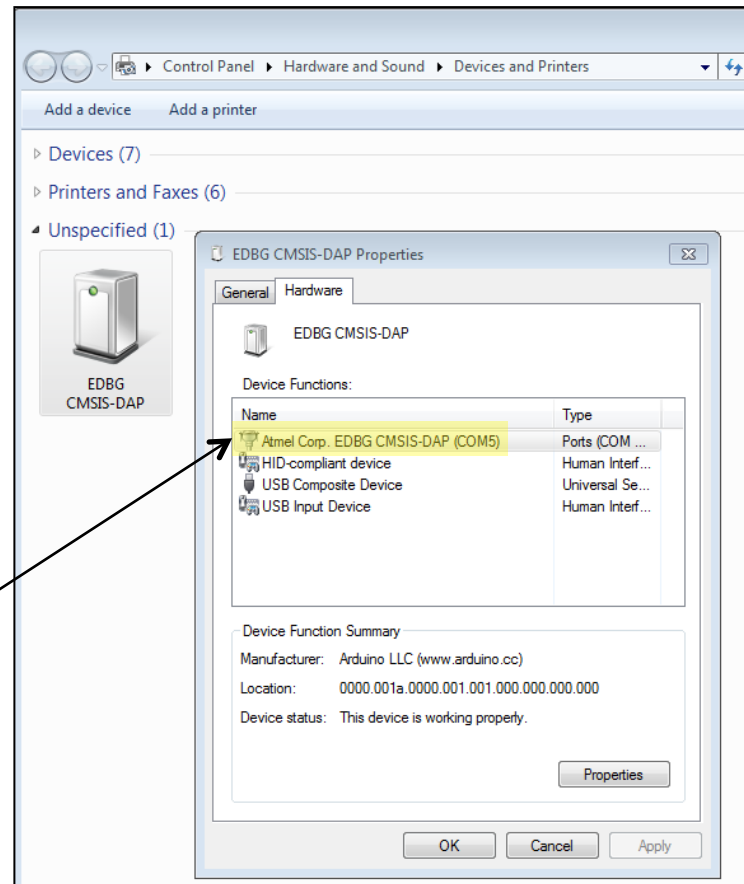 Control Panel ▸ Hardware and Sound ▸ Devices and Printers
Add a device Add a printer
Devices (7)
Printers and Faxes (6)
Unspecified (1)
EDBG
CMSIS-DAP
EDBG CMSIS-DAP Properties
General Hardware
EDBG CMSIS-DAP
Device Functions:
Name Type
Atmel Corp. EDBG CMSIS-DAP (COM5) Ports (COM ...
HID-compliant device Human Interf...
USB Composite Device Universal Se...
USB Input Device Human Interf...
Device Function Summary
Manufacturer: Arduino LLC (www.arduino.cc)
Location: 0000.001a.0000.001.001.000.000.000.000
Device status: This device is working properly.
Properties
OK Cancel Apply